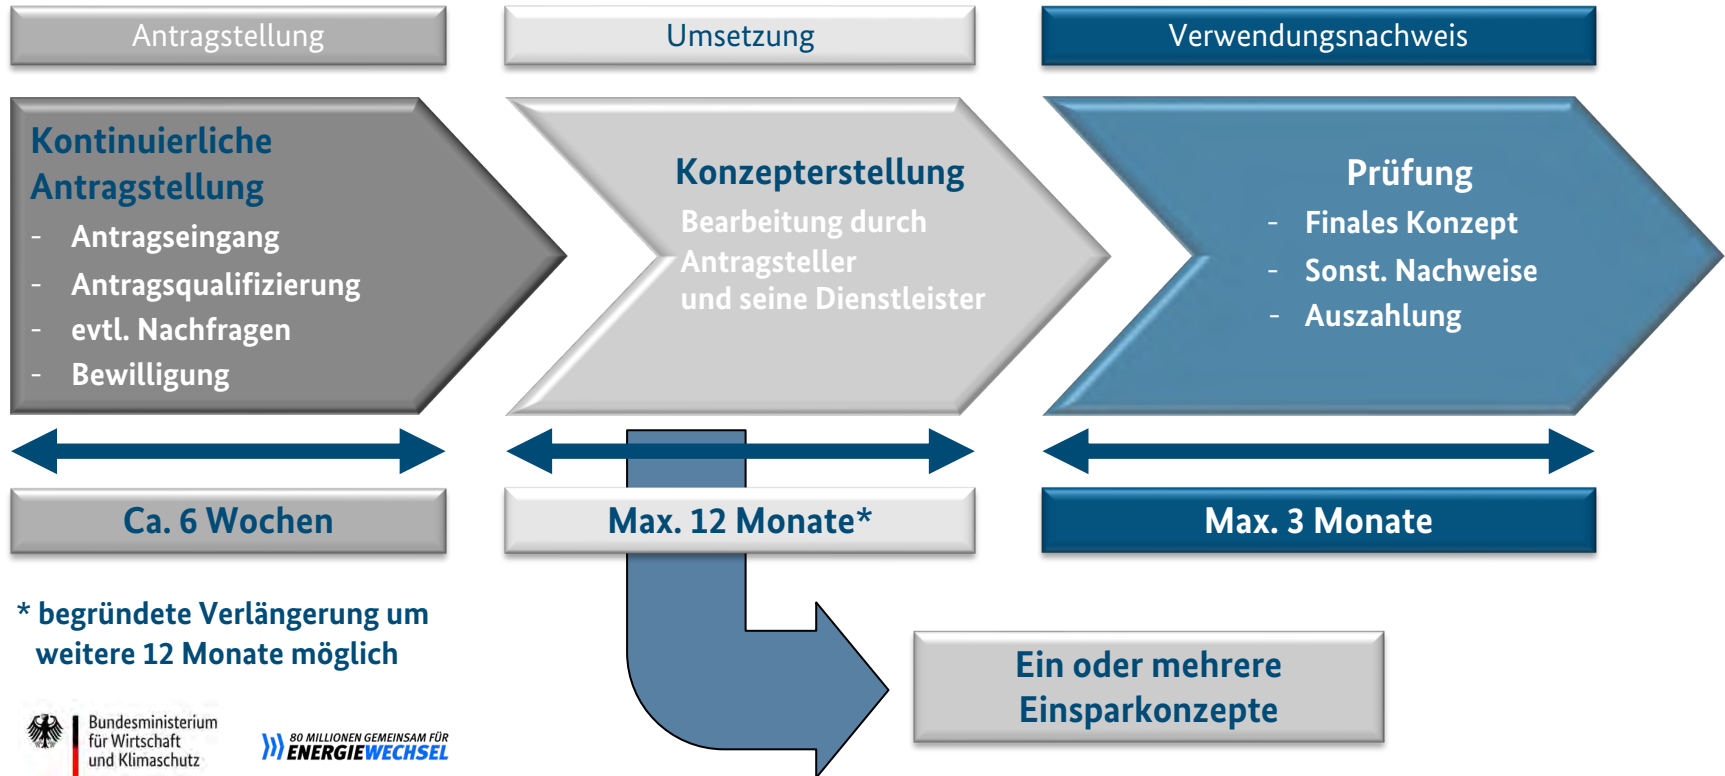 Antragstellung
Umsetzung
Verwendungsnachweis
Kontinuierliche
Antragstellung
- Antragseingang
- Antragsqualifizierung
- evtl. Nachfragen
- Bewilligung
Konzepterstellung
Bearbeitung durch
Antragsteller
und seine Dienstleister
Prüfung
- Finales Konzept
- Sonst. Nachweise
- Auszahlung
Ca. 6 Wochen
Max. 12 Monate*
Max. 3 Monate
* begründete Verlängerung um
weitere 12 Monate möglich
Ein oder mehrere
Einsparkonzepte
Bundesministerium
für Wirtschaft
und Klimaschutz
80 MILLIONEN GEMEINSAM FÜR
ENERGIEWECHSEL